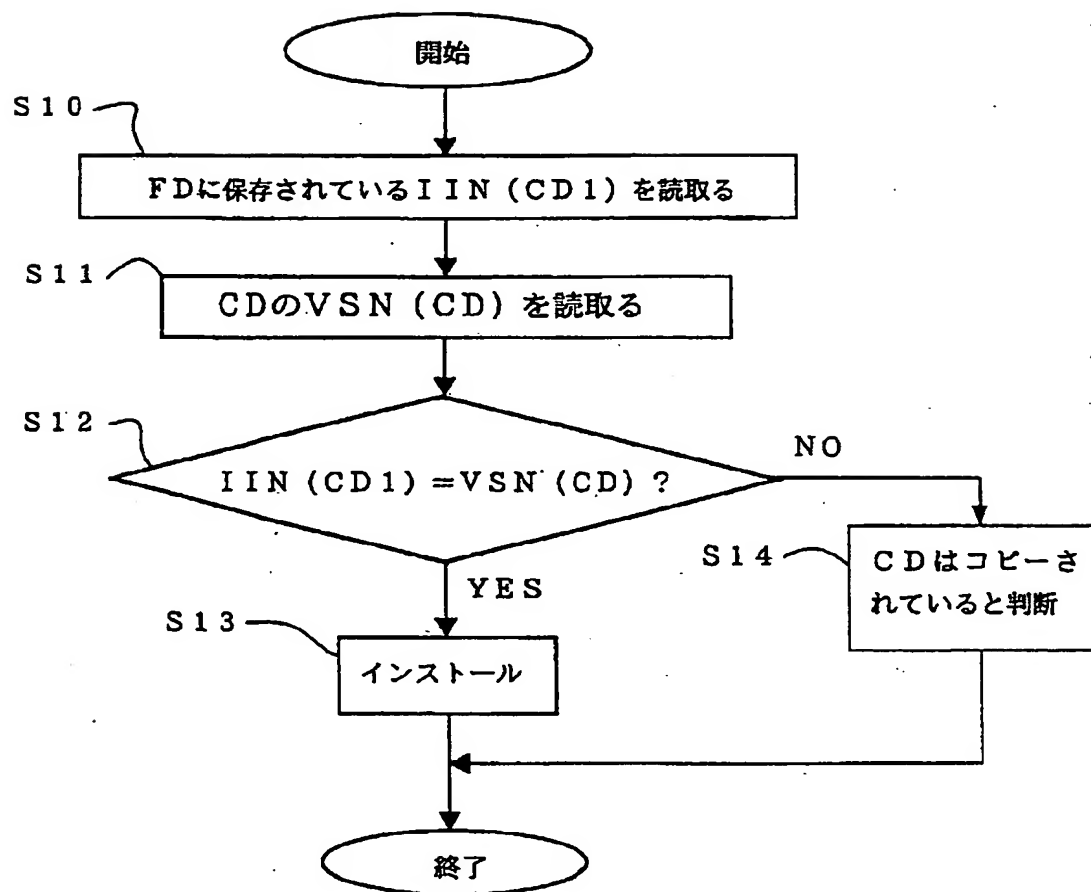 開始
S10
FDに保存されているIIN(CD1)を読取る
S11
CDのVSN(CD)を読取る
S12
IIN(CD1)=VSN(CD)?
NO
YES
S14
CDはコピーさ
れていると判断
S13
インストール
終了